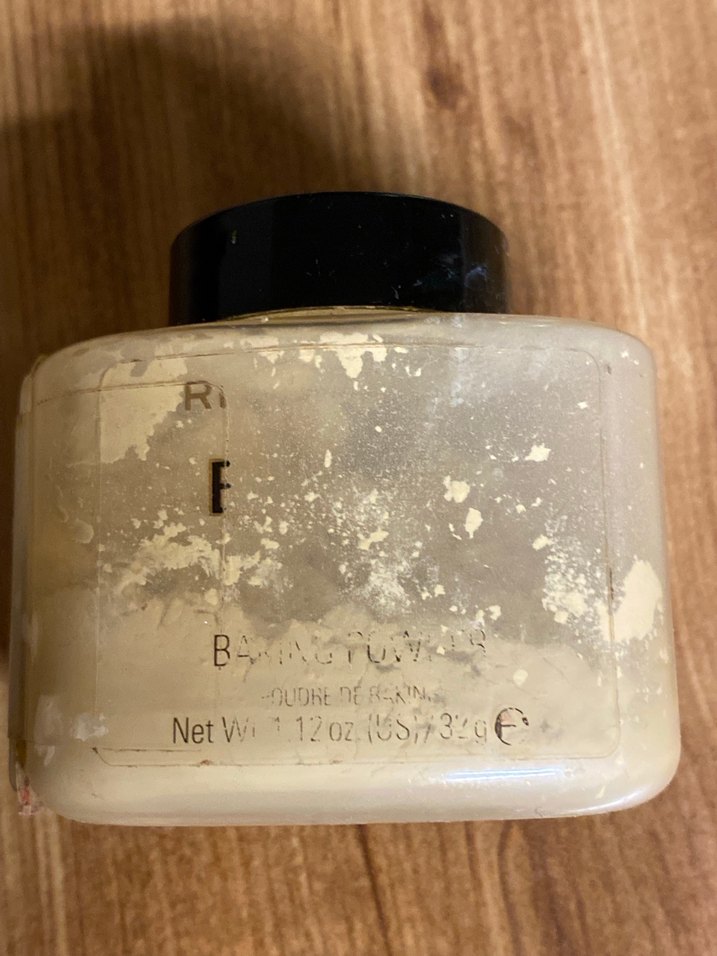 BAKING POWDER
POUDRE DE BAKING
Net Wt 1.12 oz. (US)/32g ℮